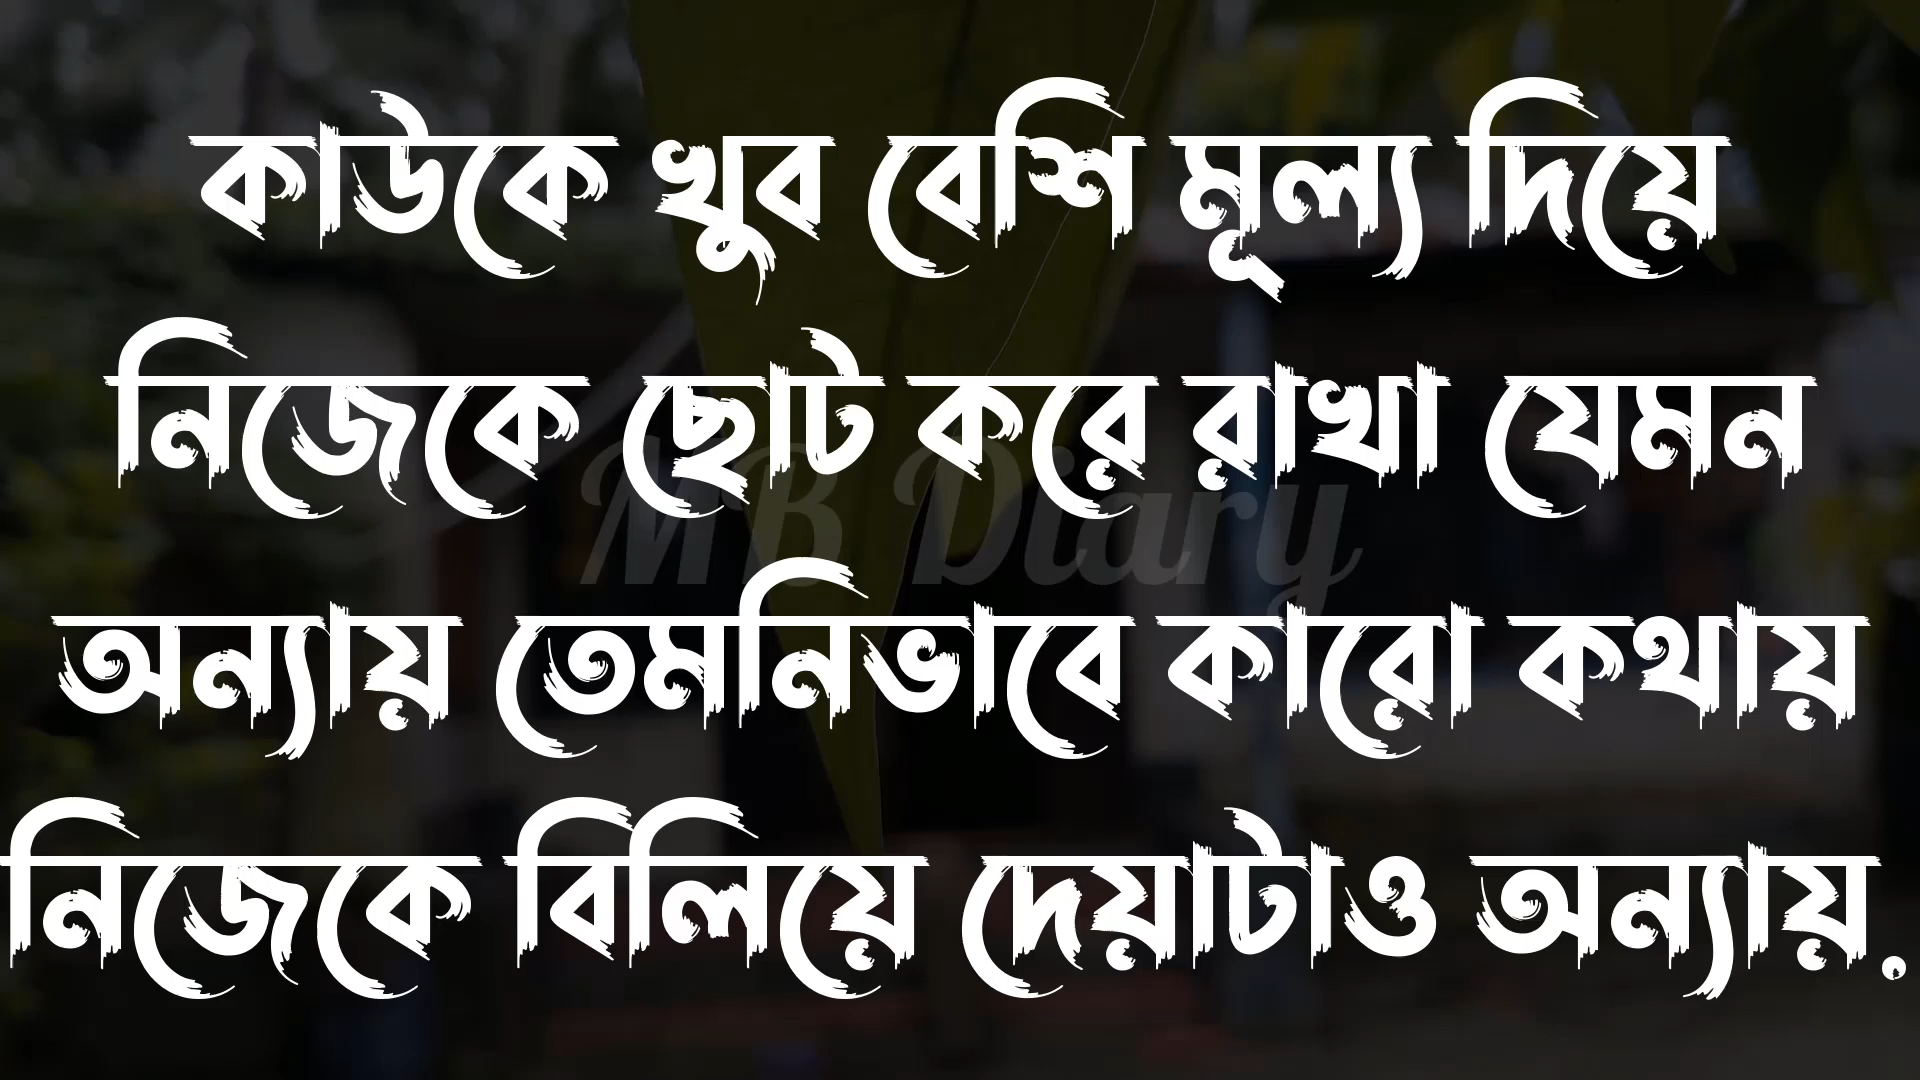 কাউকে খুব বেশি মূল্য দিয়ে
নিজেকে ছোট করে রাখা যেমন
MB Diary
অন্যায় তেমনিভাবে কারো কথায়
নিজেকে বিলিয়ে দেয়াটাও অন্যায়.